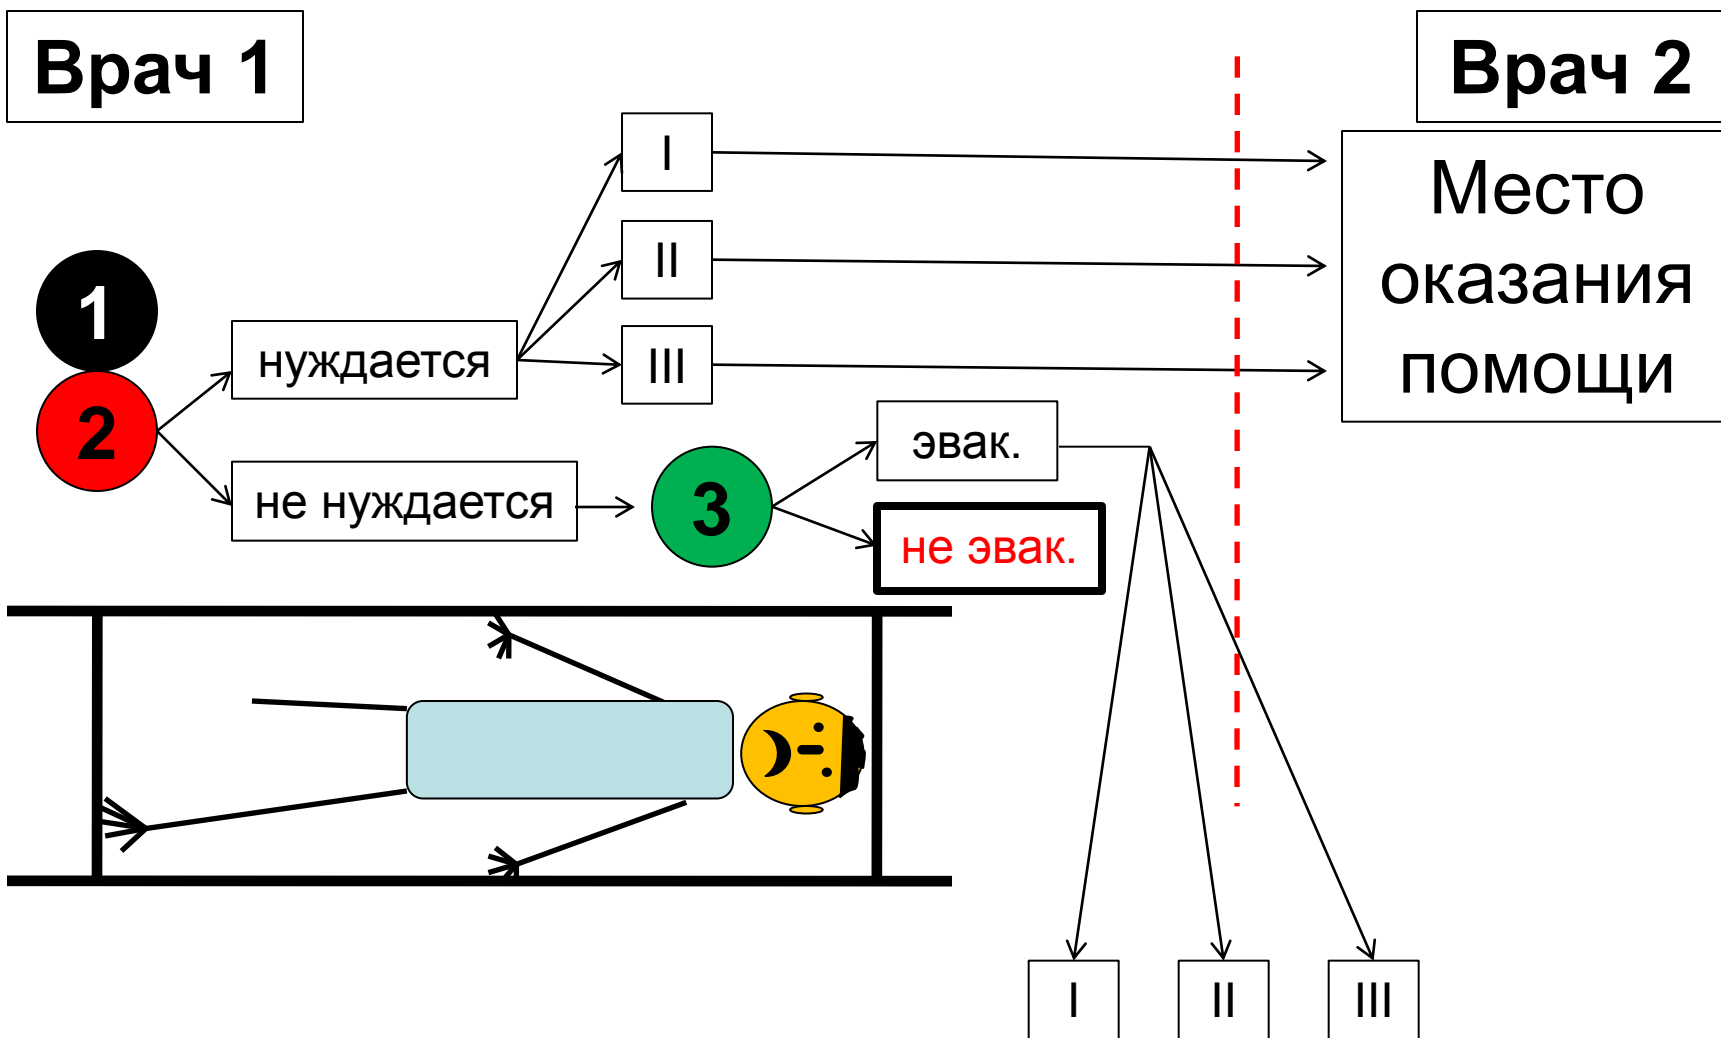 Врач 1
Врач 2
I
Место
оказания
помощи
II
1
нуждается
III
2
эвак.
не нуждается
3
не эвак.
I
II
III